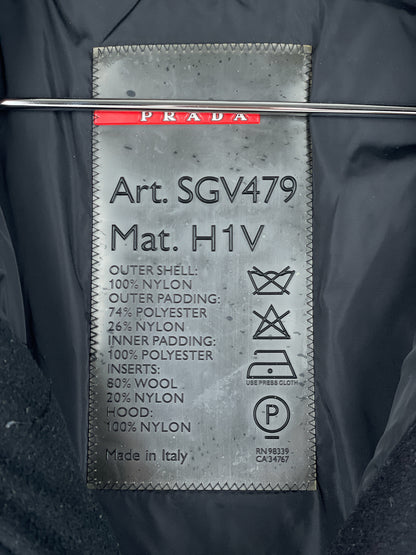 PRADA
Art. SGV479
Mat. H1V
OUTER SHELL:
100% NYLON
OUTER PADDING:
74% POLYESTER
26% NYLON
INNER PADDING:
100% POLYESTER
INSERTS:
80% WOOL
20% NYLON
HOOD:
100% NYLON
Made in Italy
USE PRESS CLOTH
P
RN 98339
CA 34767